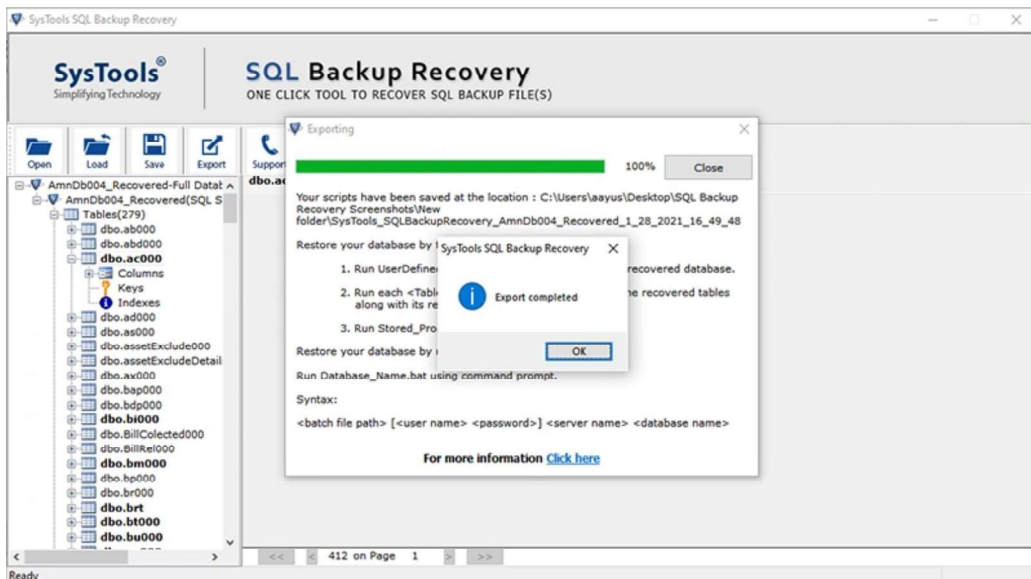 SysTools SQL Backup Recovery
SysTools®
Simplifying Technology
SQL Backup Recovery
ONE CLICK TOOL TO RECOVER SQL BACKUP FILE(S)
Open
Load
Save
Export
Support
AmnDb004_Recovered-Full Datab
AmnDb004_Recovered(SQL S
Tables(279)
dbo.ab000
dbo.abd000
dbo.ac000
Columns
Keys
Indexes
dbo.ad000
dbo.as000
dbo.assetExclude000
dbo.assetExcludeDetail
dbo.ax000
dbo.bap000
dbo.bdp000
dbo.bi000
dbo.BillColected000
dbo.BillRel000
dbo.bm000
dbo.bp000
dbo.br000
dbo.brt
dbo.bt000
dbo.bu000
dbo.ac
Exporting
100%
Close
Your scripts have been saved at the location : C:\Users\aayus\Desktop\SQL Backup
Recovery Screenshots\New
folder\SysTools_SQLBackupRecovery_AmnDb004_Recovered_1_28_2021_16_49_48
Restore your database by
1. Run UserDefine recovered database.
2. Run each <Tabl e recovered tables
along with its re
3. Run Stored_Pro
Restore your database by
Run Database_Name.bat using command prompt.
Syntax:
<batch file path> [<user name> <password>] <server name> <database name>
For more information Click here
SysTools SQL Backup Recovery
Export completed
OK
<< < 412 on Page 1 > >>
Ready